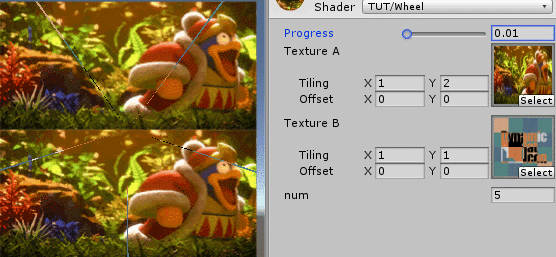 Shader TUT/Wheel
Progress 0.01
Texture A
Tiling X 1 Y 2
Offset X 0 Y 0
Select
Texture B
Tiling X 1 Y 1
Offset X 0 Y 0
Select
num 5